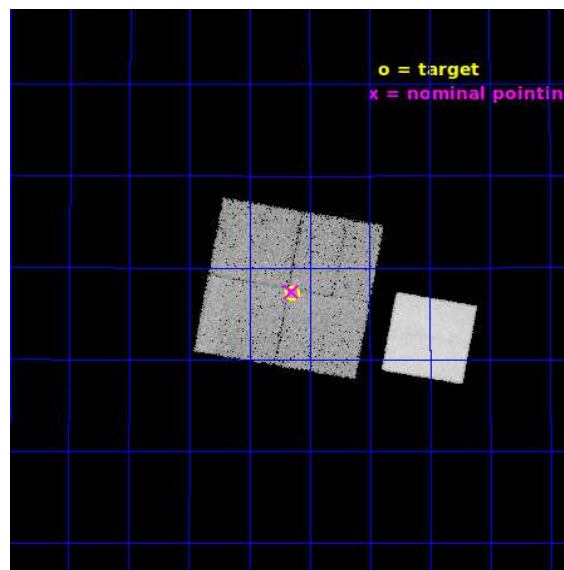 o = target
x = nominal pointin